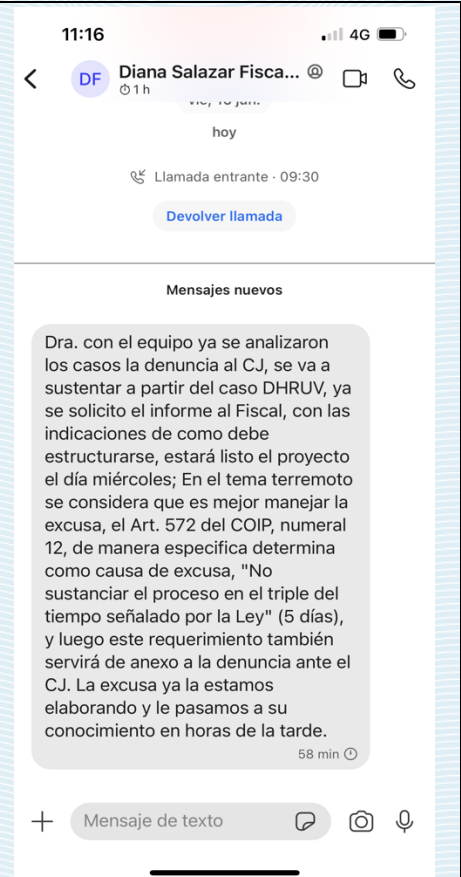 11:16
4G
DF
Diana Salazar Fisca...
1 h
vie, 16 jun.
hoy
Llamada entrante · 09:30
Devolver llamada
Mensajes nuevos
Dra. con el equipo ya se analizaron
los casos la denuncia al CJ, se va a
sustentar a partir del caso DHRUV, ya
se solicito el informe al Fiscal, con las
indicaciones de como debe
estructurarse, estará listo el proyecto
el día miércoles; En el tema terremoto
se considera que es mejor manejar la
excusa, el Art. 572 del COIP, numeral
12, de manera especifica determina
como causa de excusa, "No
sustanciar el proceso en el triple del
tiempo señalado por la Ley" (5 días),
y luego este requerimiento también
servirá de anexo a la denuncia ante el
CJ. La excusa ya la estamos
elaborando y le pasamos a su
conocimiento en horas de la tarde.
58 min
Mensaje de texto